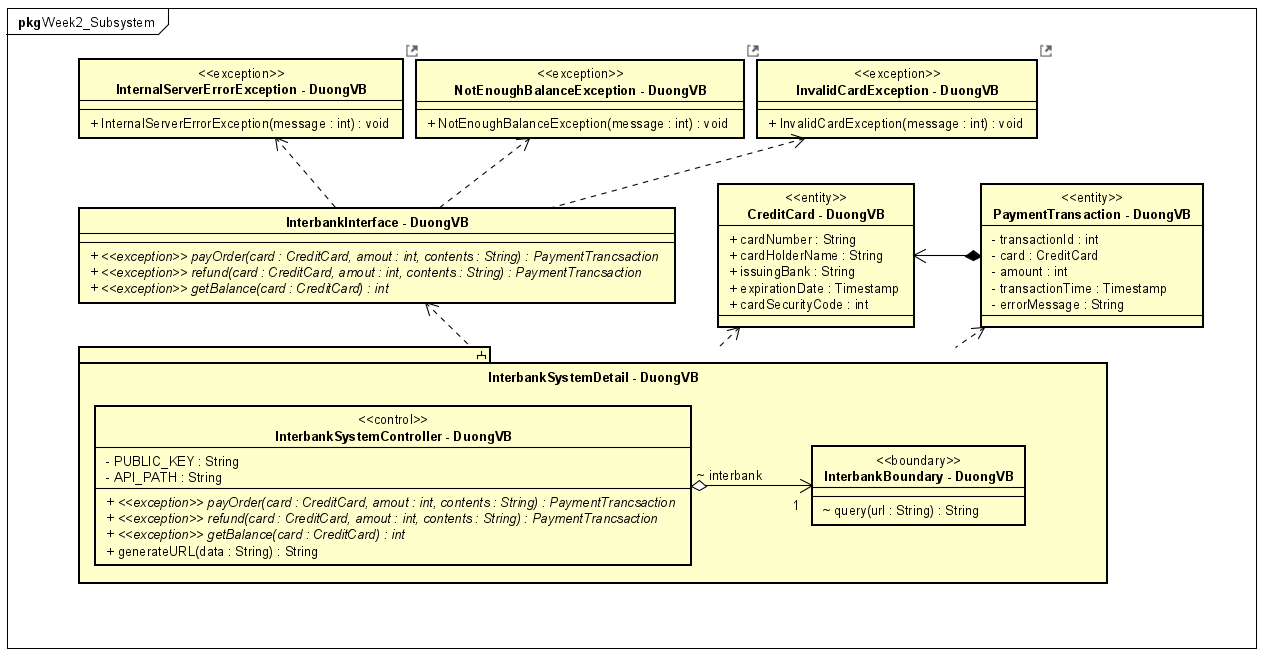 pkg Week2_Subsystem
<<exception>>
InternalServerErrorException - DuongVB
+ InternalServerErrorException(message : int) : void
<<exception>>
NotEnoughBalanceException - DuongVB
+ NotEnoughBalanceException(message : int) : void
<<exception>>
InvalidCardException - DuongVB
+ InvalidCardException(message : int) : void
InterbankInterface - DuongVB
+ <<exception>> payOrder(card : CreditCard, amout : int, contents : String) : PaymentTrancsaction
+ <<exception>> refund(card : CreditCard, amout : int, contents : String) : PaymentTrancsaction
+ <<exception>> getBalance(card : CreditCard) : int
<<entity>>
CreditCard - DuongVB
+ cardNumber : String
+ cardHolderName : String
+ issuingBank : String
+ expirationDate : Timestamp
+ cardSecurityCode : int
<<entity>>
PaymentTransaction - DuongVB
- transactionId : int
- card : CreditCard
- amount : int
- transactionTime : Timestamp
- errorMessage : String
InterbankSystemDetail - DuongVB
<<control>>
InterbankSystemController - DuongVB
- PUBLIC_KEY : String
- API_PATH : String
+ <<exception>> payOrder(card : CreditCard, amout : int, contents : String) : PaymentTrancsaction
+ <<exception>> refund(card : CreditCard, amout : int, contents : String) : PaymentTrancsaction
+ <<exception>> getBalance(card : CreditCard) : int
+ generateURL(data : String) : String
~ interbank
1
<<boundary>>
InterbankBoundary - DuongVB
~ query(url : String) : String